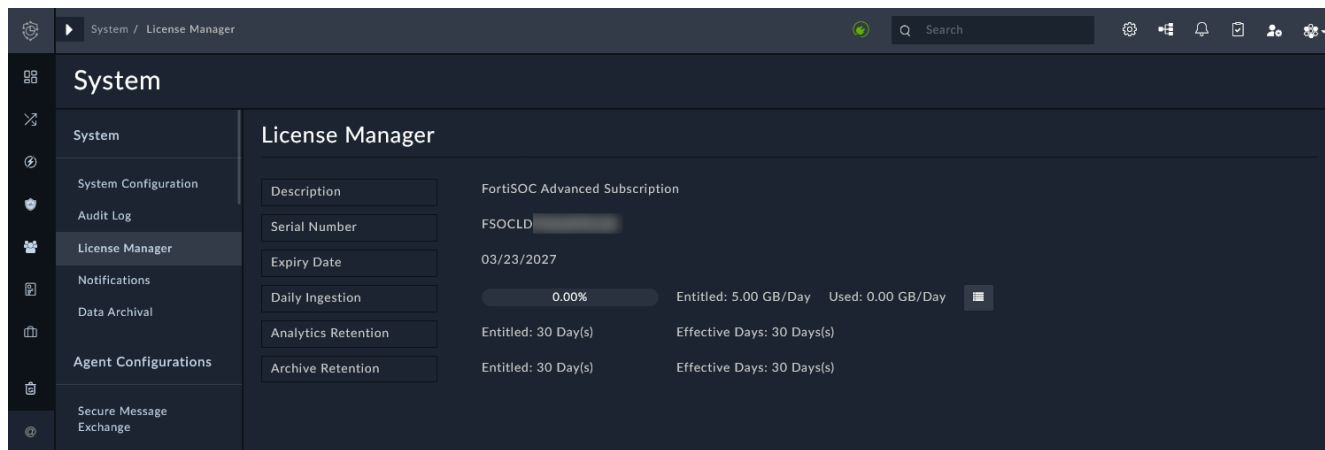 System / License Manager
Search
System
System
System Configuration
Audit Log
License Manager
Notifications
Data Archival
Agent Configurations
Secure Message
Exchange
License Manager
Description FortiSOC Advanced Subscription
Serial Number FSOCLD
Expiry Date 03/23/2027
Daily Ingestion 0.00% Entitled: 5.00 GB/Day Used: 0.00 GB/Day
Analytics Retention Entitled: 30 Day(s) Effective Days: 30 Days(s)
Archive Retention Entitled: 30 Day(s) Effective Days: 30 Days(s)